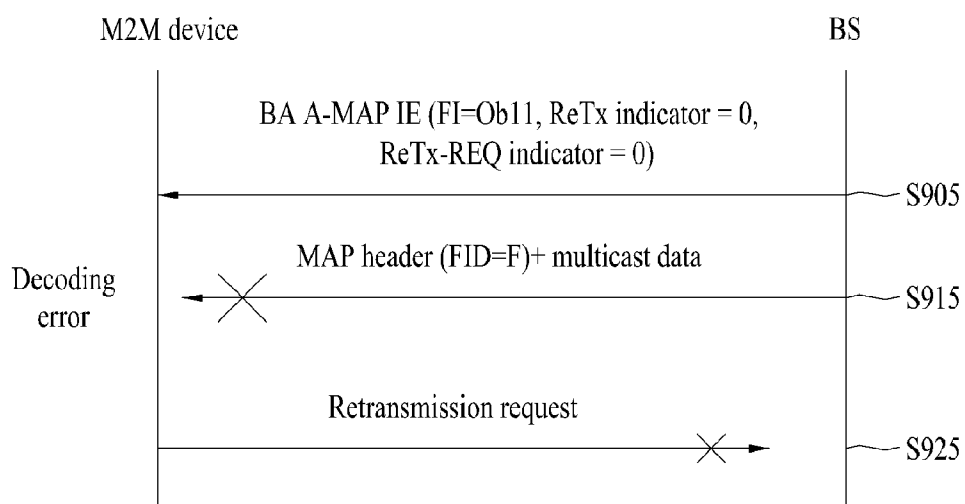 M2M device
BS
BA A-MAP IE (FI=Ob11, ReTx indicator = 0,
ReTx-REQ indicator = 0)
S905
MAP header (FID=F)+ multicast data
Decoding
error
S915
Retransmission request
S925